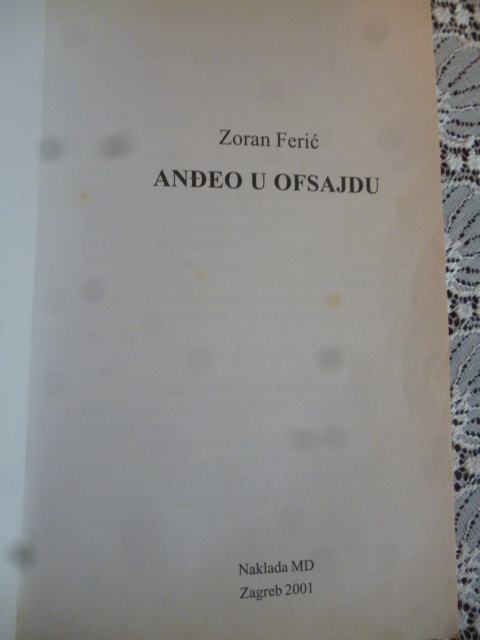 Zoran Ferić
ANĐEO U OFSAJDU
Naklada MD
Zagreb 2001